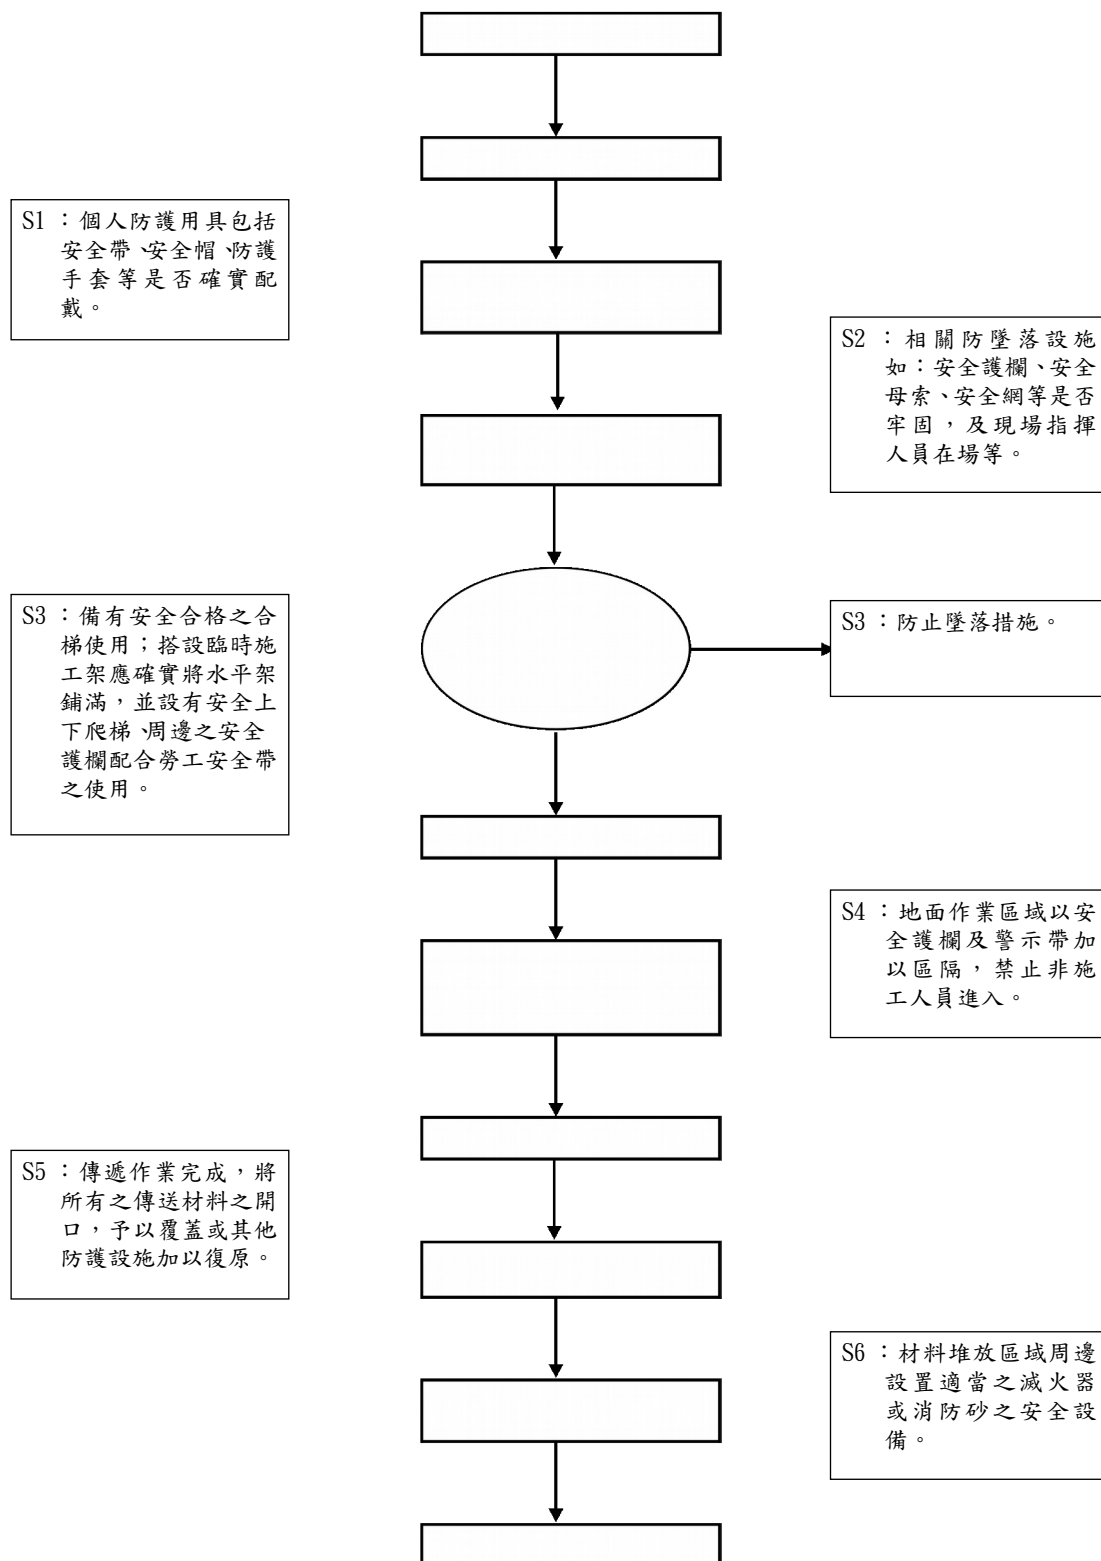 S1：個人防護用具包括
安全帶、安全帽、防護
手套等是否確實配
戴。
S2：相關防墜落設施
如：安全護欄、安全
母索、安全網等是否
牢固，及現場指揮
人員在場等。
S3：備有安全合格之合
梯使用；搭設臨時施
工架應確實將水平架
鋪滿，並設有安全上
下爬梯、周邊之安全
護欄配合勞工安全帶
之使用。
S3：防止墜落措施。
S4：地面作業區域以安
全護欄及警示帶加
以區隔，禁止非施
工人員進入。
S5：傳遞作業完成，將
所有之傳送材料之開
口，予以覆蓋或其他
防護設施加以復原。
S6：材料堆放區域周邊
設置適當之滅火器
或消防砂之安全設
備。